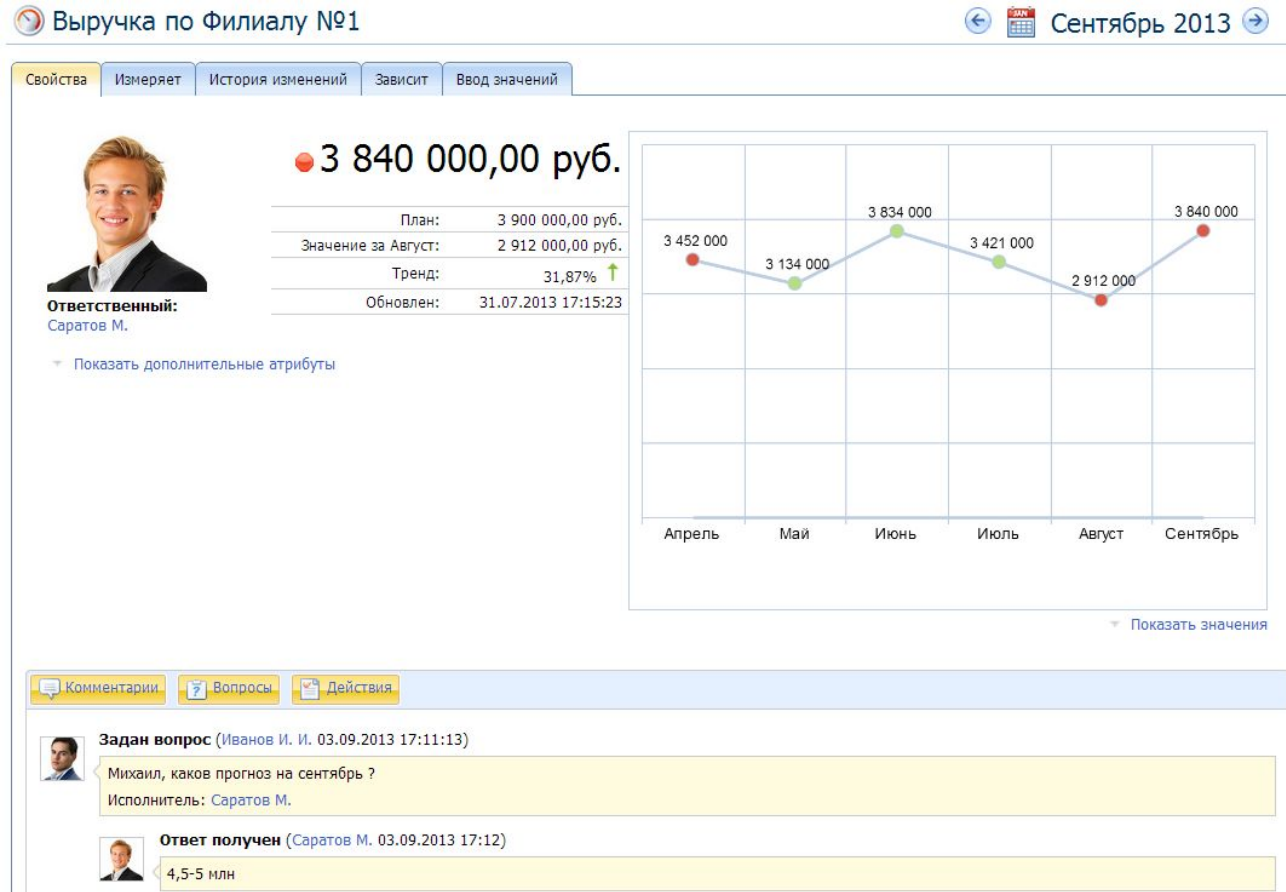 Выручка по Филиалу №1
JAN
Сентябрь 2013
Свойства
Измеряет
История изменений
Зависит
Ввод значений
3 840 000,00 руб.
План: 3 900 000,00 руб.
Значение за Август: 2 912 000,00 руб.
Тренд: 31,87%
Обновлен: 31.07.2013 17:15:23
Ответственный:
Саратов М.
Показать дополнительные атрибуты
3 452 000
3 134 000
3 834 000
3 421 000
2 912 000
3 840 000
Апрель
Май
Июнь
Июль
Август
Сентябрь
Показать значения
Комментарии
Вопросы
Действия
Задан вопрос (Иванов И. И. 03.09.2013 17:11:13)
Михаил, каков прогноз на сентябрь ?
Исполнитель: Саратов М.
Ответ получен (Саратов М. 03.09.2013 17:12)
4,5-5 млн